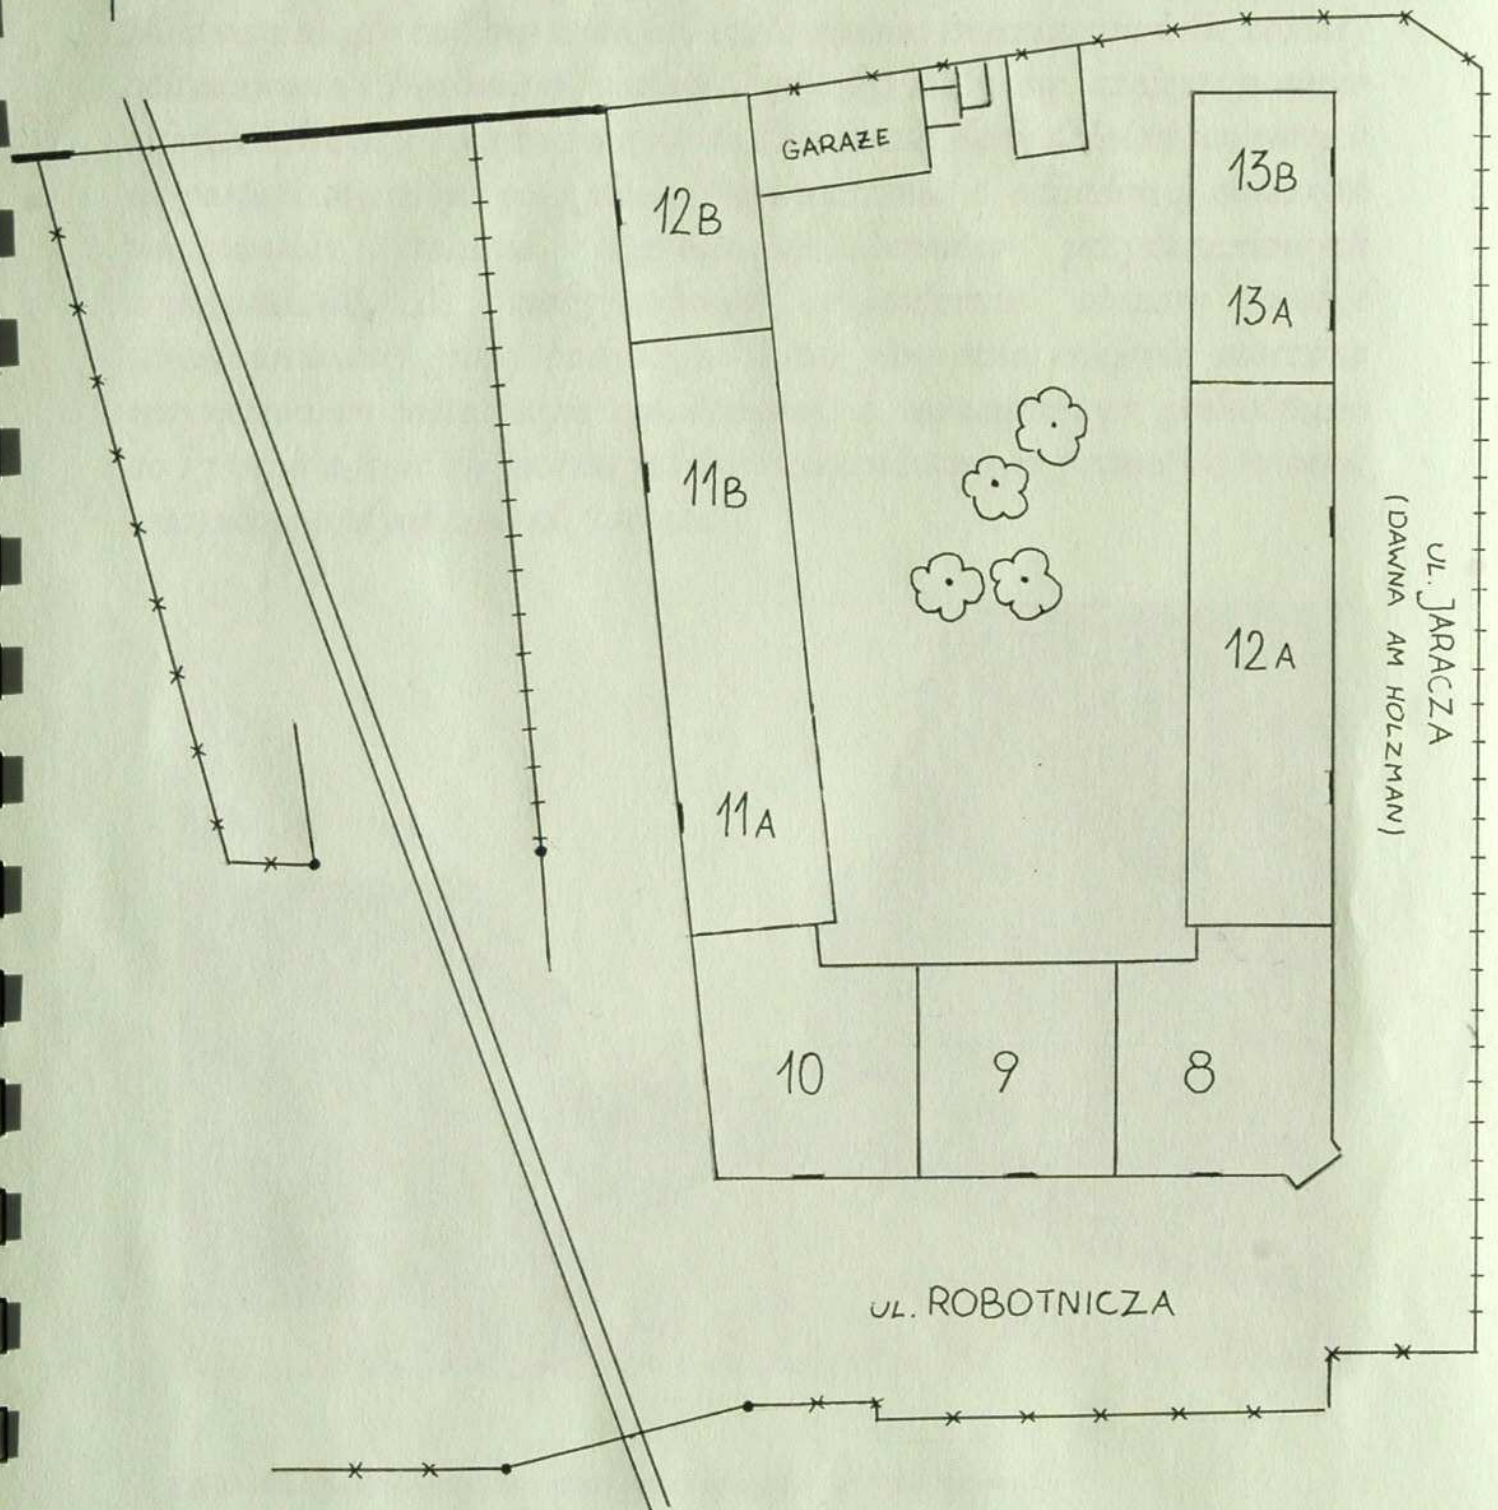 GARAŻE
12B
13B
13A
11B
12A
11A
UL. JARACZA
(DAWNA AM HOLZMAN)
10
9
8
UL. ROBOTNICZA